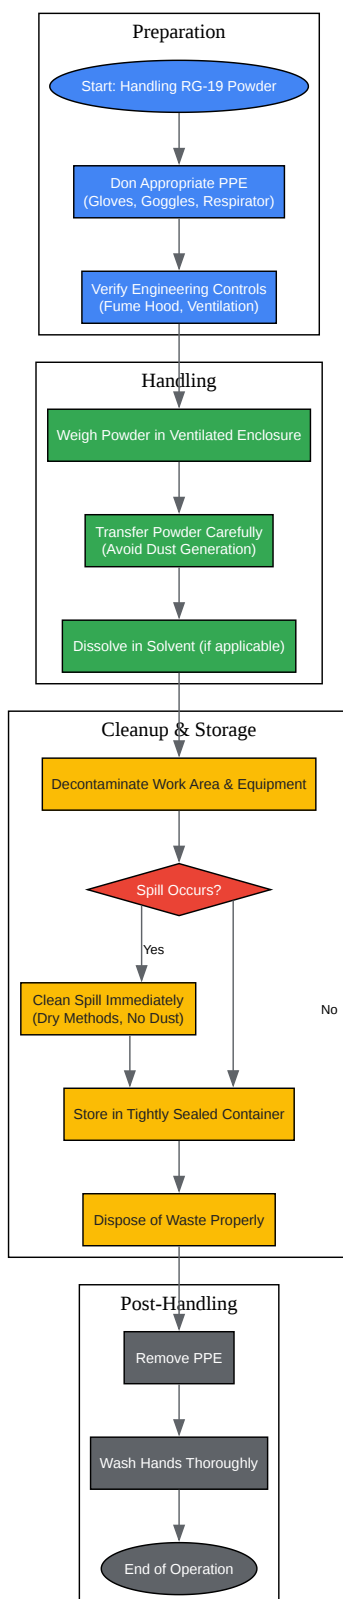 Preparation
Start: Handling RG-19 Powder
Don Appropriate PPE
(Gloves, Goggles, Respirator)
Verify Engineering Controls
(Fume Hood, Ventilation)
Handling
Weigh Powder in Ventilated Enclosure
Transfer Powder Carefully
(Avoid Dust Generation)
Dissolve in Solvent (if applicable)
Cleanup & Storage
Decontaminate Work Area & Equipment
Spill Occurs?
Yes
Clean Spill Immediately
(Dry Methods, No Dust)
No
Store in Tightly Sealed Container
Dispose of Waste Properly
Post-Handling
Remove PPE
Wash Hands Thoroughly
End of Operation